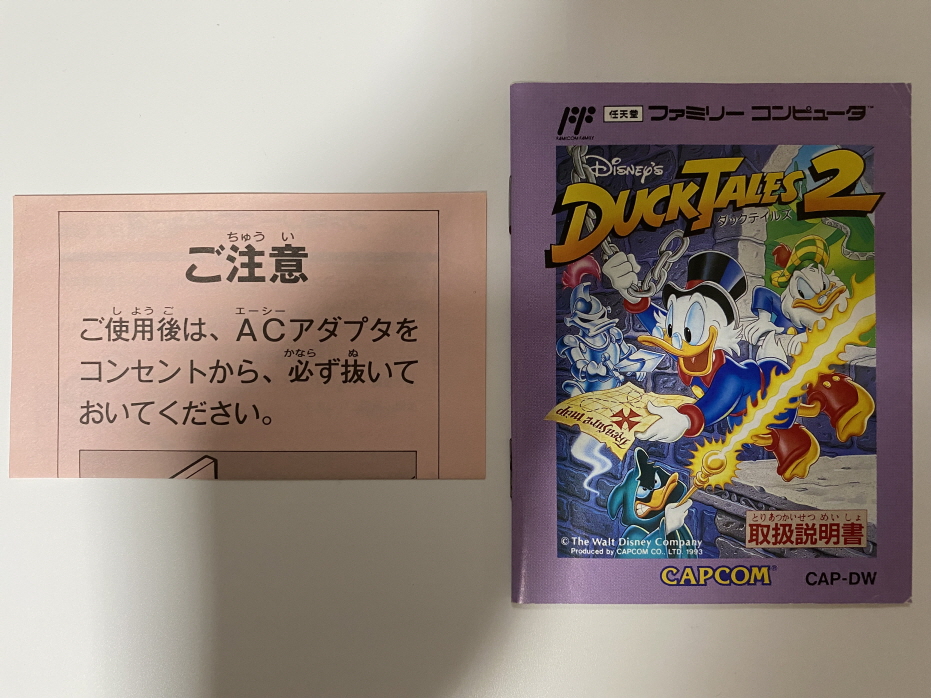 ちゅう い
ご注意
し よう ご エーシー
ご使用後は、ACアダプタを
かなら ぬ
コンセントから、必ず抜いて
おいてください。
FAMICOM FAMILY
任天堂 ファミリー コンピュータ™
DISNEY'S
DUCKTALES 2
ダックテイルズ
Treasure Map
© The Walt Disney Company
Produced by CAPCOM CO., LTD. 1993
とりあつかいせつ めい しょ
取扱説明書
CAPCOM®
CAP-DW